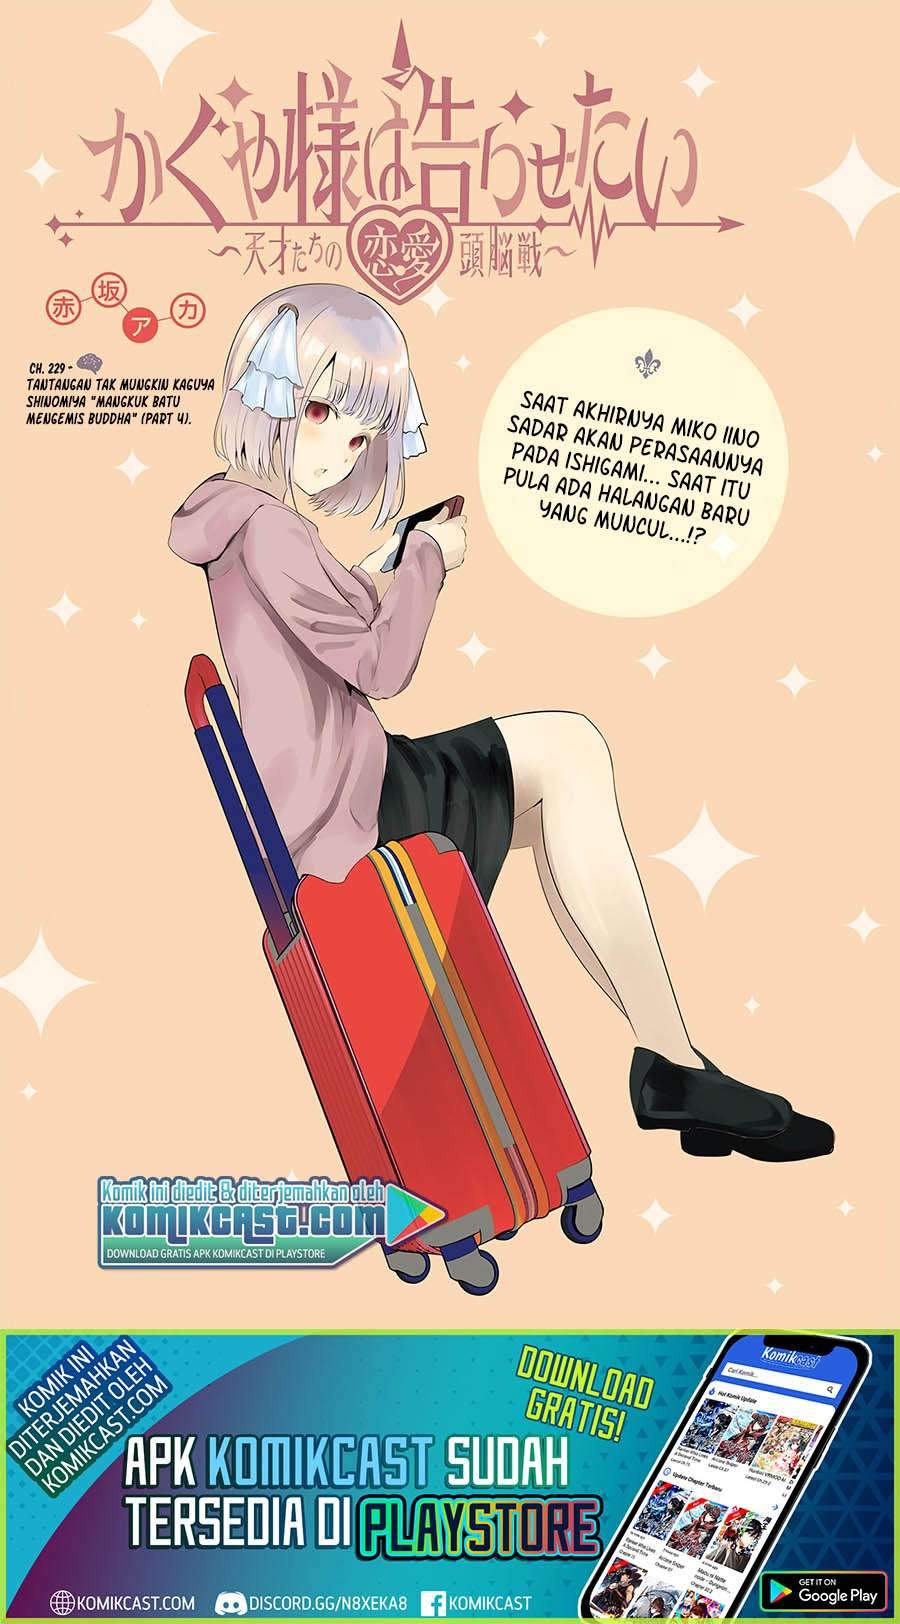 かぐや様は告らせたい
～天才たちの恋愛頭脳戦～
赤坂アカ
CH. 229 -
TANTANGAN TAK MUNGKIN KAGUYA
SHINOMIYA "MANGKUK BATU
MENGEMIS BUDDHA" (PART 4).
SAAT AKHIRNYA MIKO IINO
SADAR AKAN PERASAANNYA
PADA ISHIGAMI... SAAT ITU
PULA ADA HALANGAN BARU
YANG MUNCUL...!?
Komik ini diedit & diterjemahkan oleh
KOMIKCAST.COM
DOWNLOAD GRATIS APK KOMIKCAST DI PLAYSTORE
KOMIK INI
DITERJEMAHKAN
DAN DIEDIT OLEH
KOMIKCAST.COM
DOWNLOAD
GRATIS!
APK KOMIKCAST SUDAH
TERSEDIA DI PLAYSTORE
Komikcast
Cari Komik...
Hot Komik Update
Update Chapter Terbaru
KOMIKCAST.COM
DISCORD.GG/N8XEKA8
KOMIKCAST
GET IT ON
Google Play